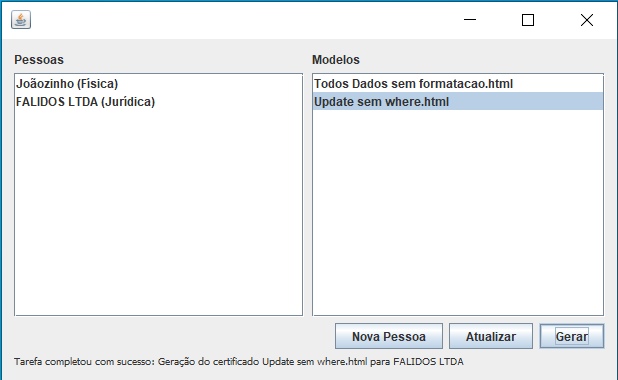 Pessoas
Joãozinho (Física)
FALIDOS LTDA (Jurídica)
Modelos
Todos Dados sem formatacao.html
Update sem where.html
Nova Pessoa
Atualizar
Gerar
Tarefa completou com sucesso: Geração do certificado Update sem where.html para FALIDOS LTDA